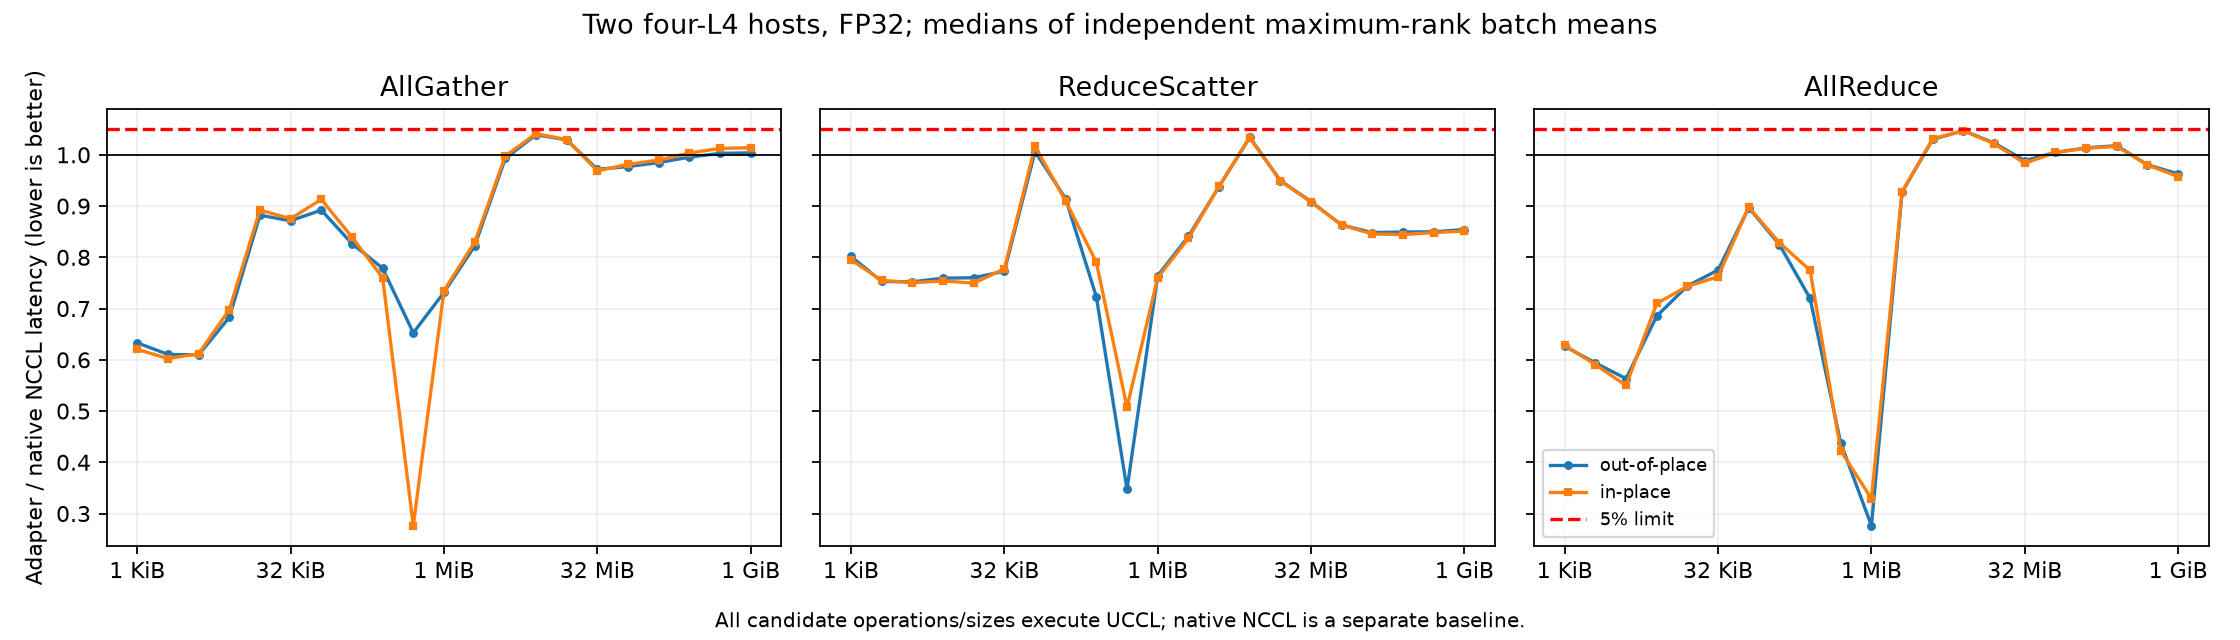 Two four-L4 hosts, FP32; medians of independent maximum-rank batch means
Adapter / native NCCL latency (lower is better)
AllGather
1.0
0.9
0.8
0.7
0.6
0.5
0.4
0.3
1 KiB
32 KiB
1 MiB
32 MiB
1 GiB
ReduceScatter
1 KiB
32 KiB
1 MiB
32 MiB
1 GiB
AllReduce
out-of-place
in-place
5% limit
1 KiB
32 KiB
1 MiB
32 MiB
1 GiB
All candidate operations/sizes execute UCCL; native NCCL is a separate baseline.